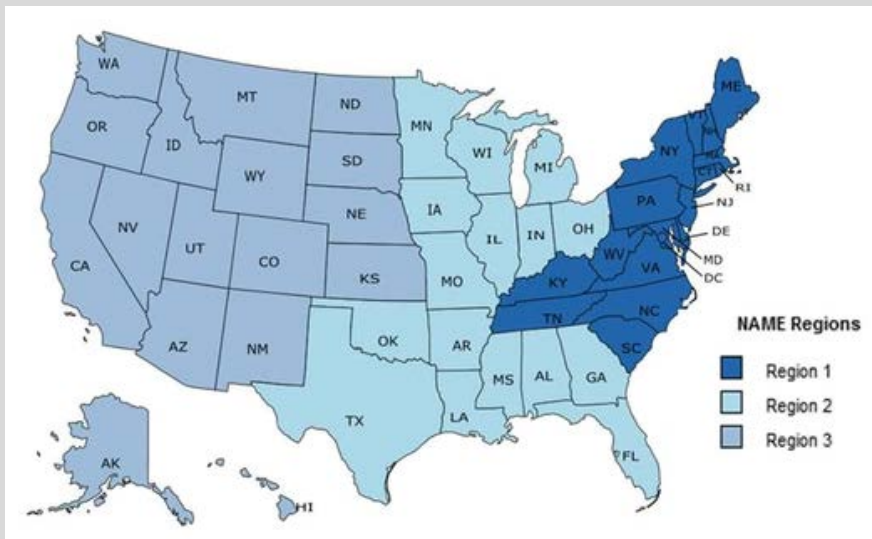 WA
MT
ND
MN
ME
VT
NH
OR
ID
SD
WI
MI
NY
MA
CT
RI
WY
IA
PA
NJ
NE
NV
UT
CO
IL
IN
OH
DE
WV
MD
CA
KS
MO
KY
VA
DC
NC
TN
AZ
NM
OK
AR
SC
MS
AL
GA
TX
LA
FL
AK
HI
NAME Regions
Region 1
Region 2
Region 3